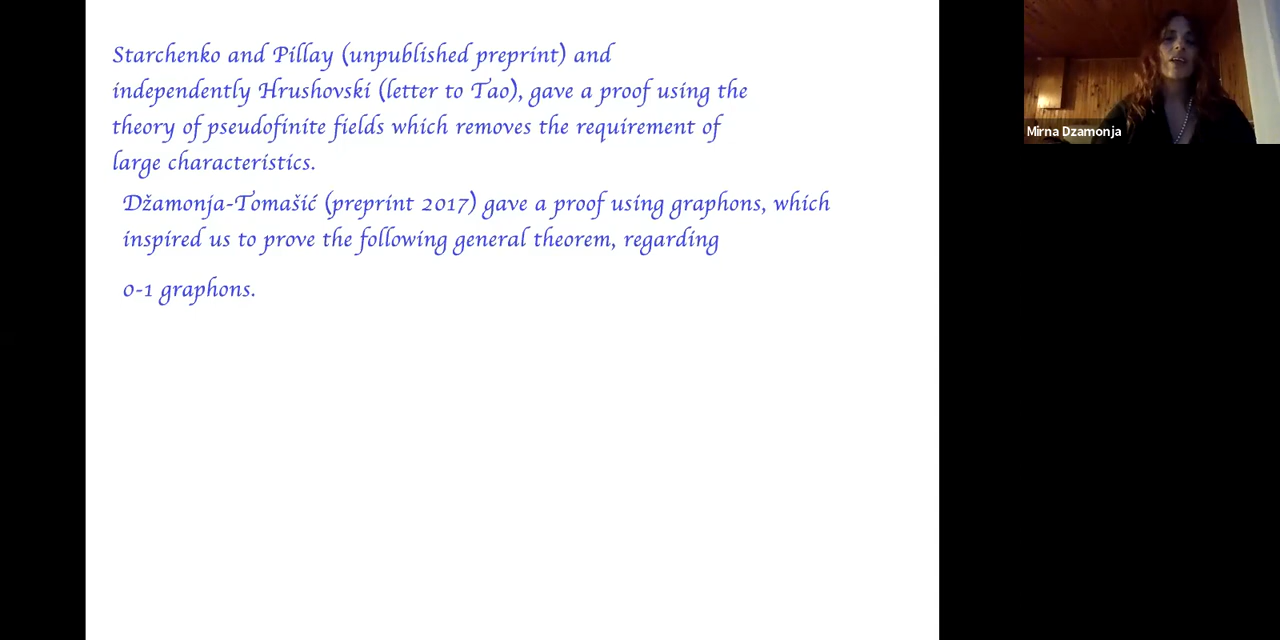 Starchenko and Pillay (unpublished preprint) and
independently Hrushovski (letter to Tao), gave a proof using the
theory of pseudofinite fields which removes the requirement of
large characteristics.
Džamonja-Tomašić (preprint 2017) gave a proof using graphons, which
inspired us to prove the following general theorem, regarding
0-1 graphons.
Mirna Dzamonja